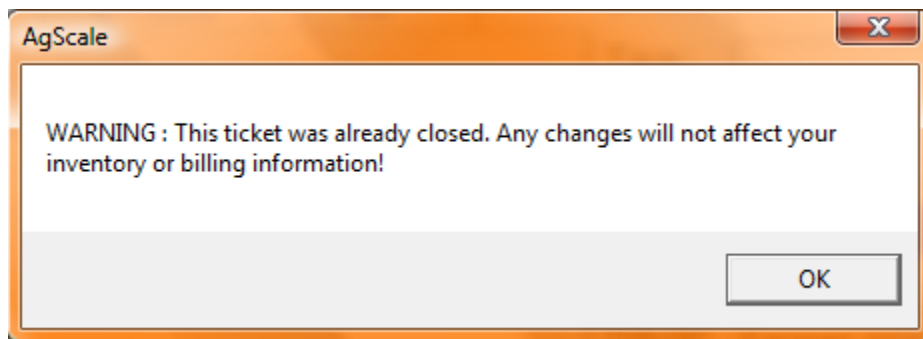 AgScale
WARNING : This ticket was already closed. Any changes will not affect your
inventory or billing information!
OK